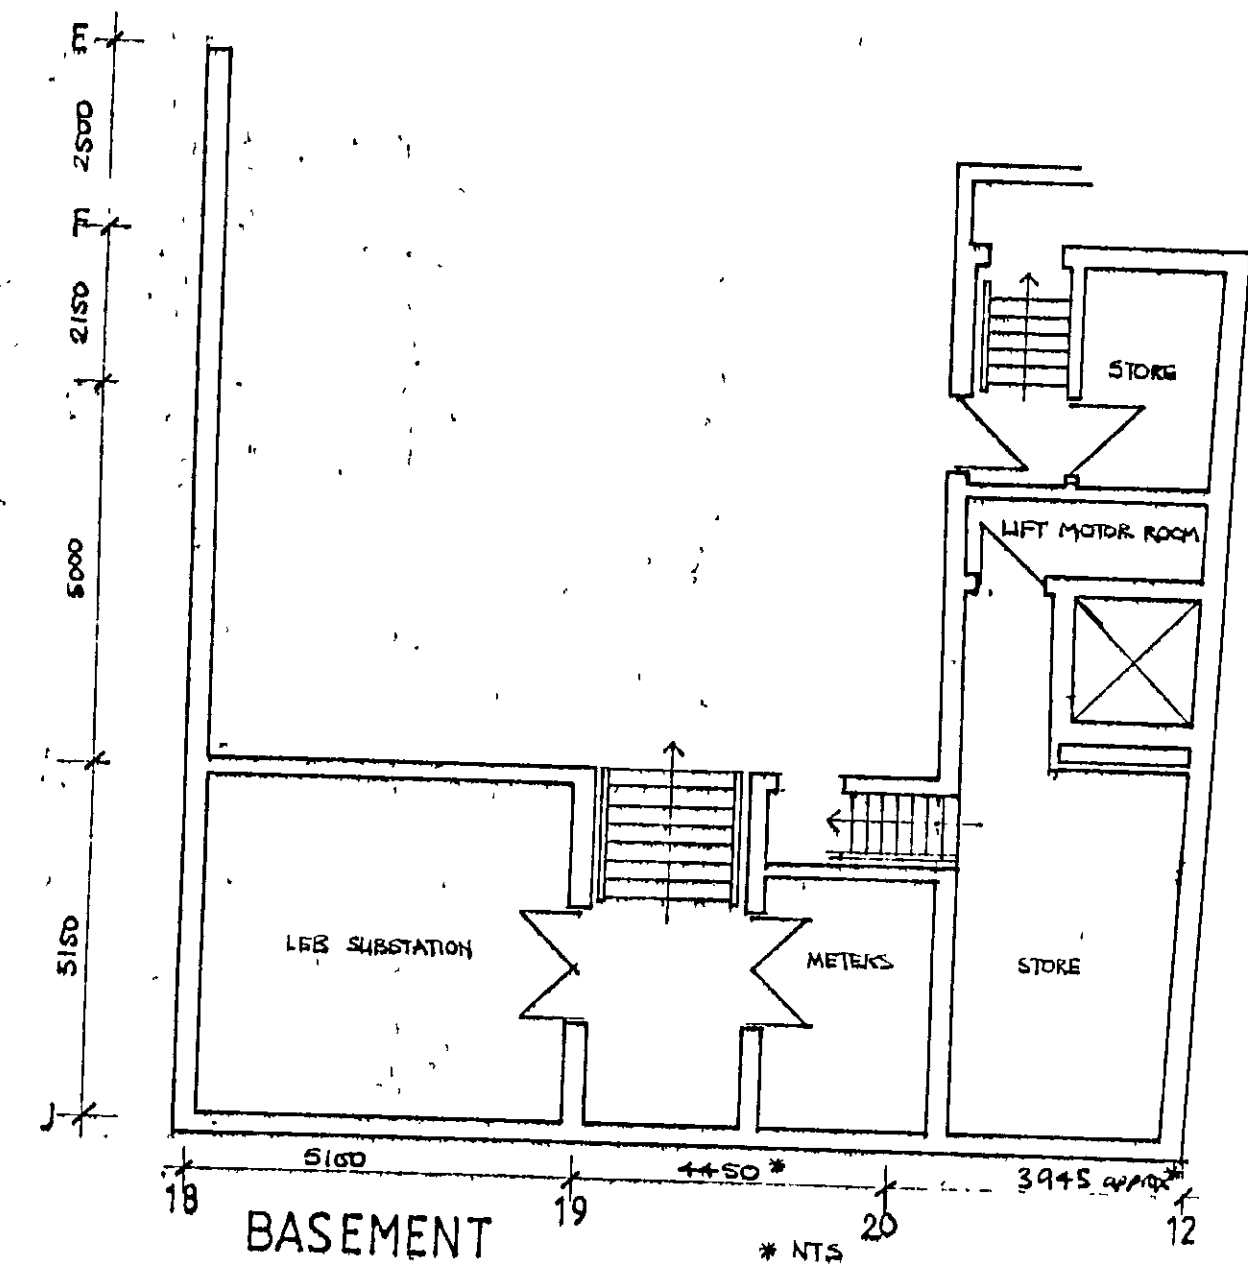 E
2500
F
2150
STORE
LIFT MOTOR ROOM
5000
5150
LEB SUBSTATION
METERS
STORE
J
5100
4450*
3945 approx*
18
19
20
12
BASEMENT
* NTS